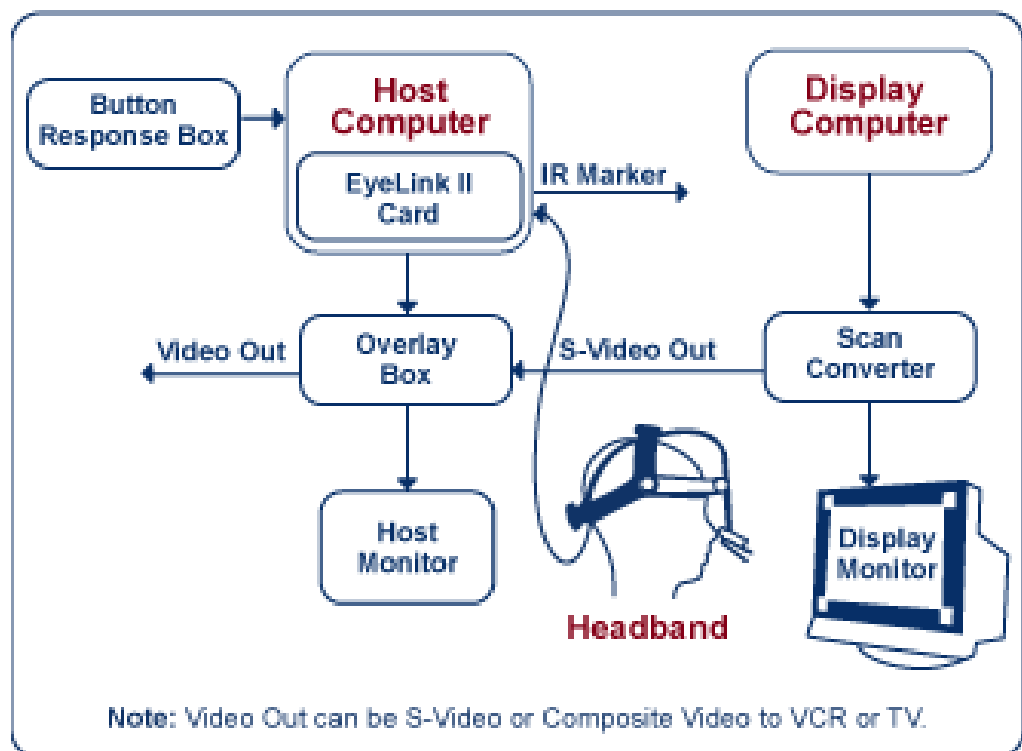 Button
Response Box
Host
Computer
EyeLink II
Card
IR Marker
Display
Computer
Video Out
Overlay
Box
S-Video Out
Scan
Converter
Host
Monitor
Headband
Display
Monitor
Note: Video Out can be S-Video or Composite Video to VCR or TV.